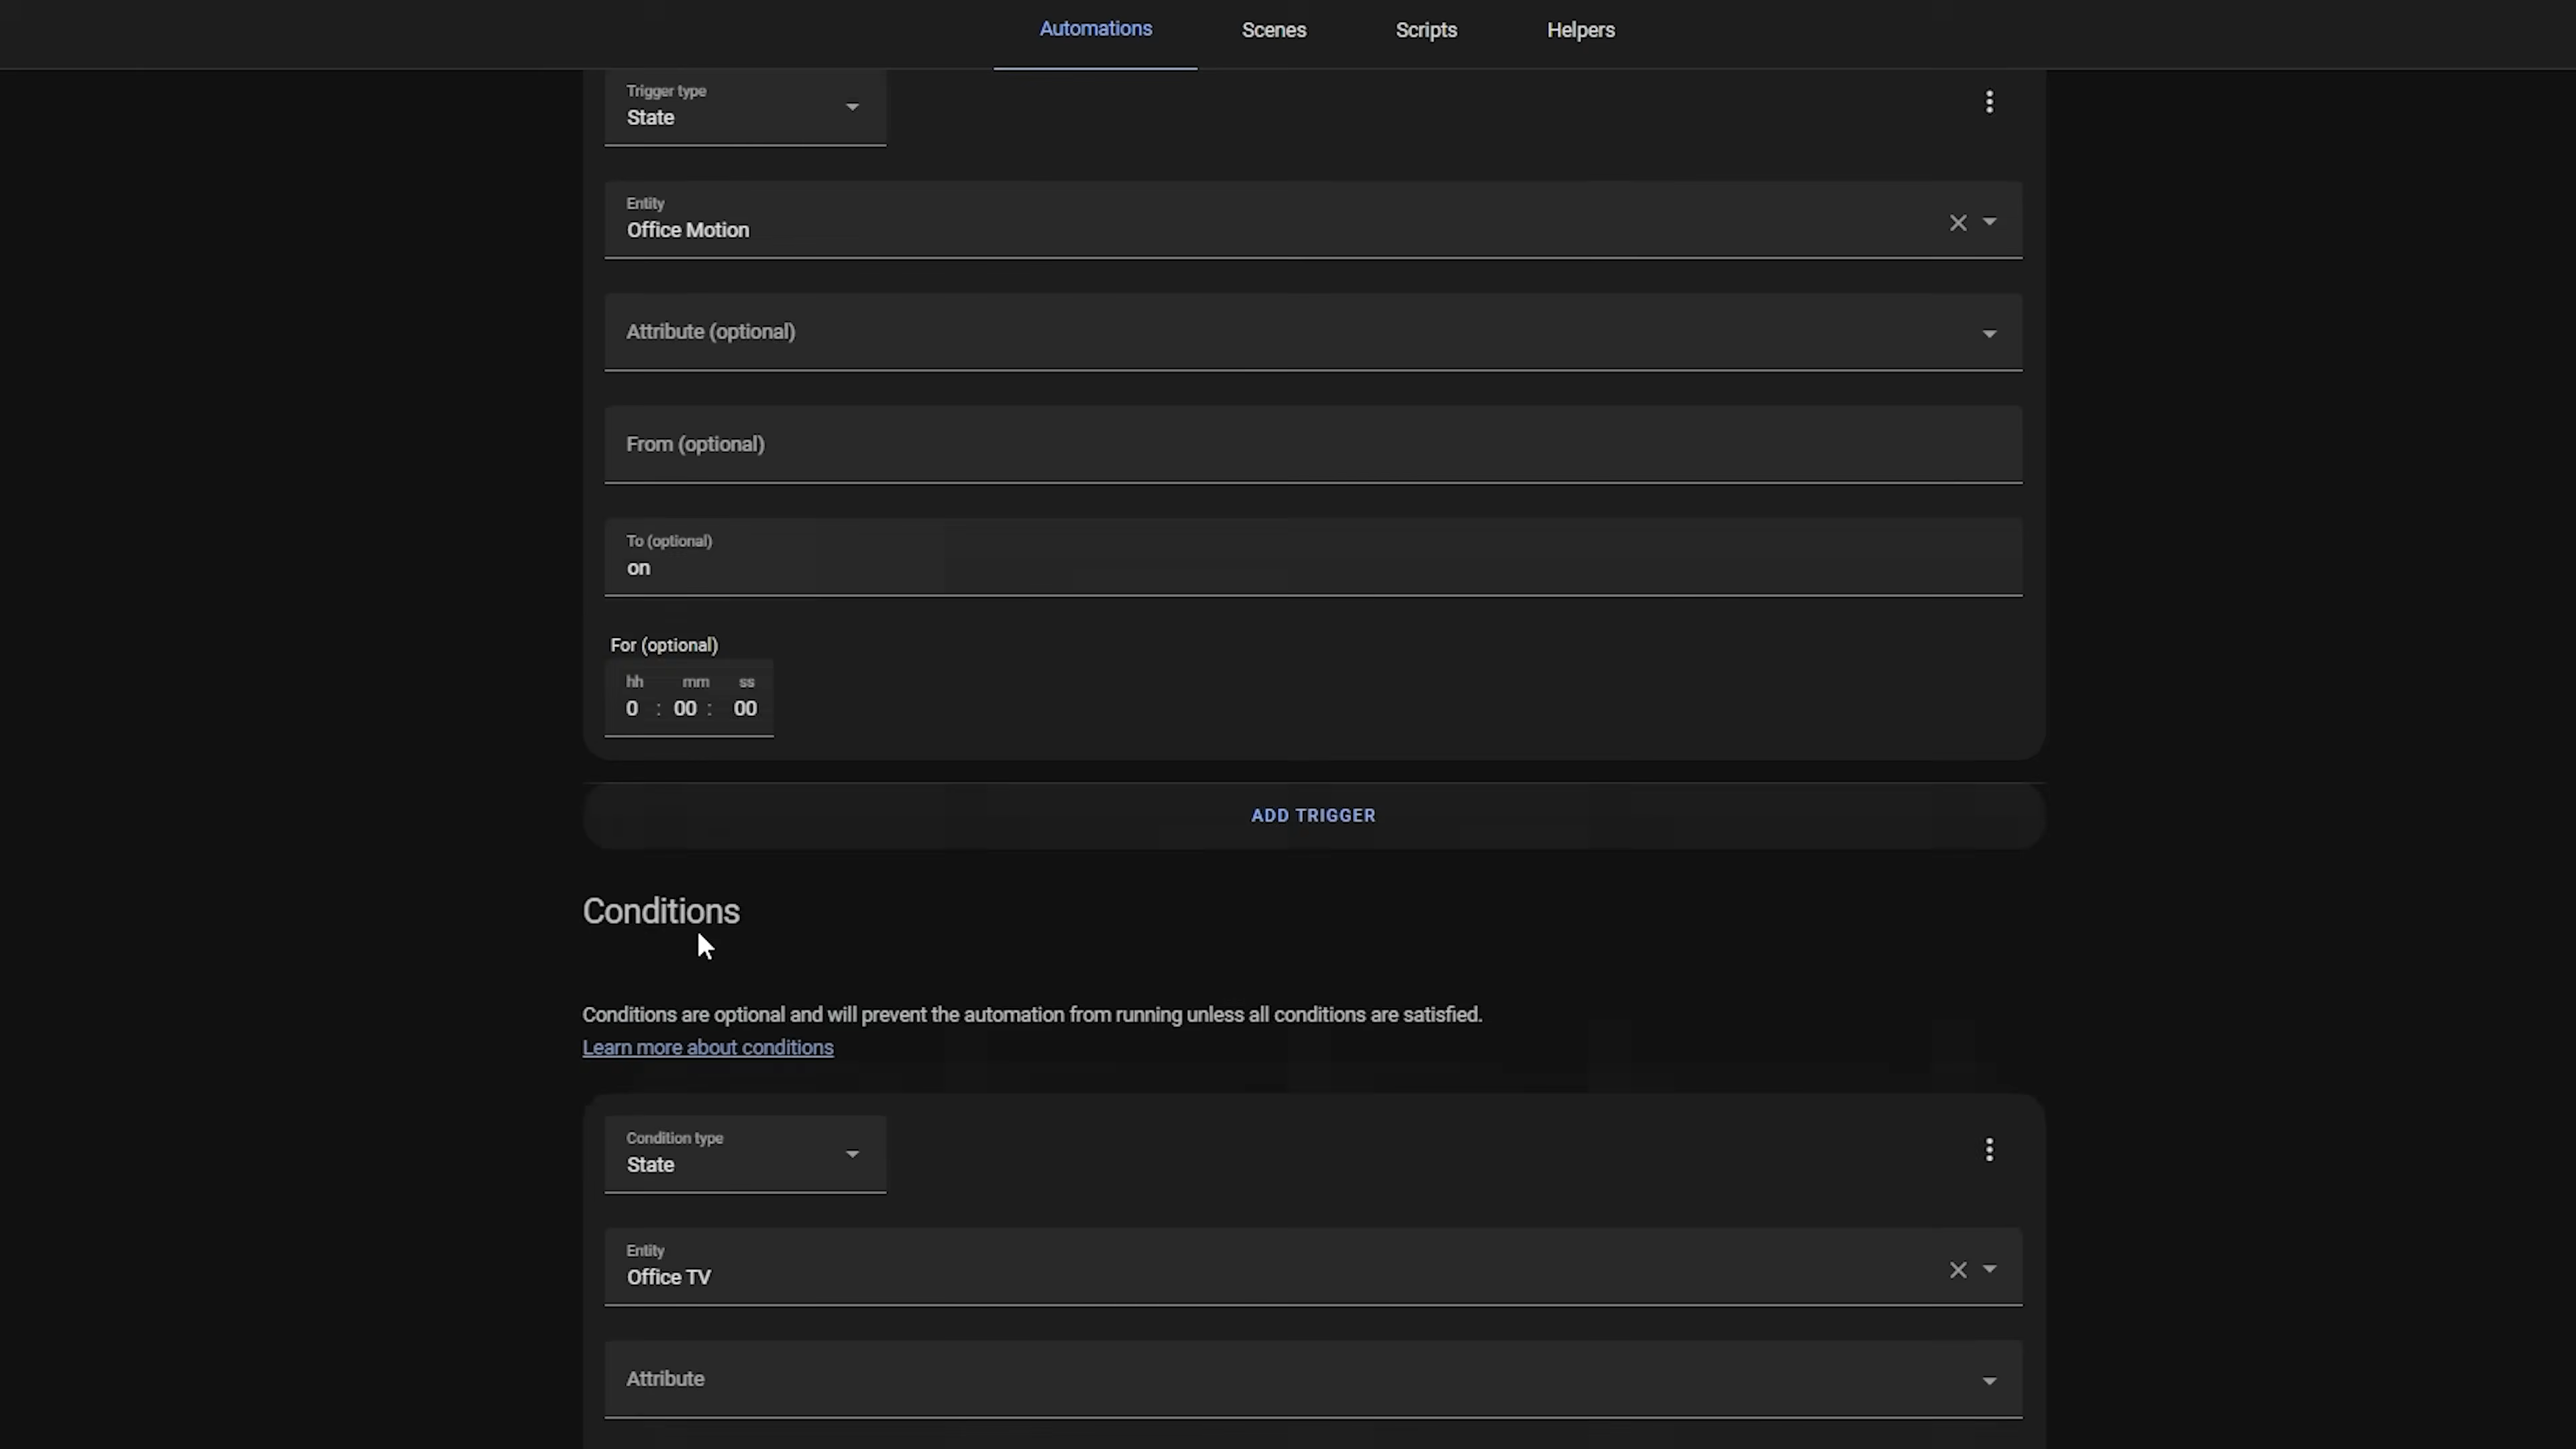 Automations Scenes Scripts Helpers
Trigger type
State
Entity
Office Motion
Attribute (optional)
From (optional)
To (optional)
on
For (optional)
hh mm ss
0 : 00 : 00
ADD TRIGGER
Conditions
Conditions are optional and will prevent the automation from running unless all conditions are satisfied.
Learn more about conditions
Condition type
State
Entity
Office TV
Attribute